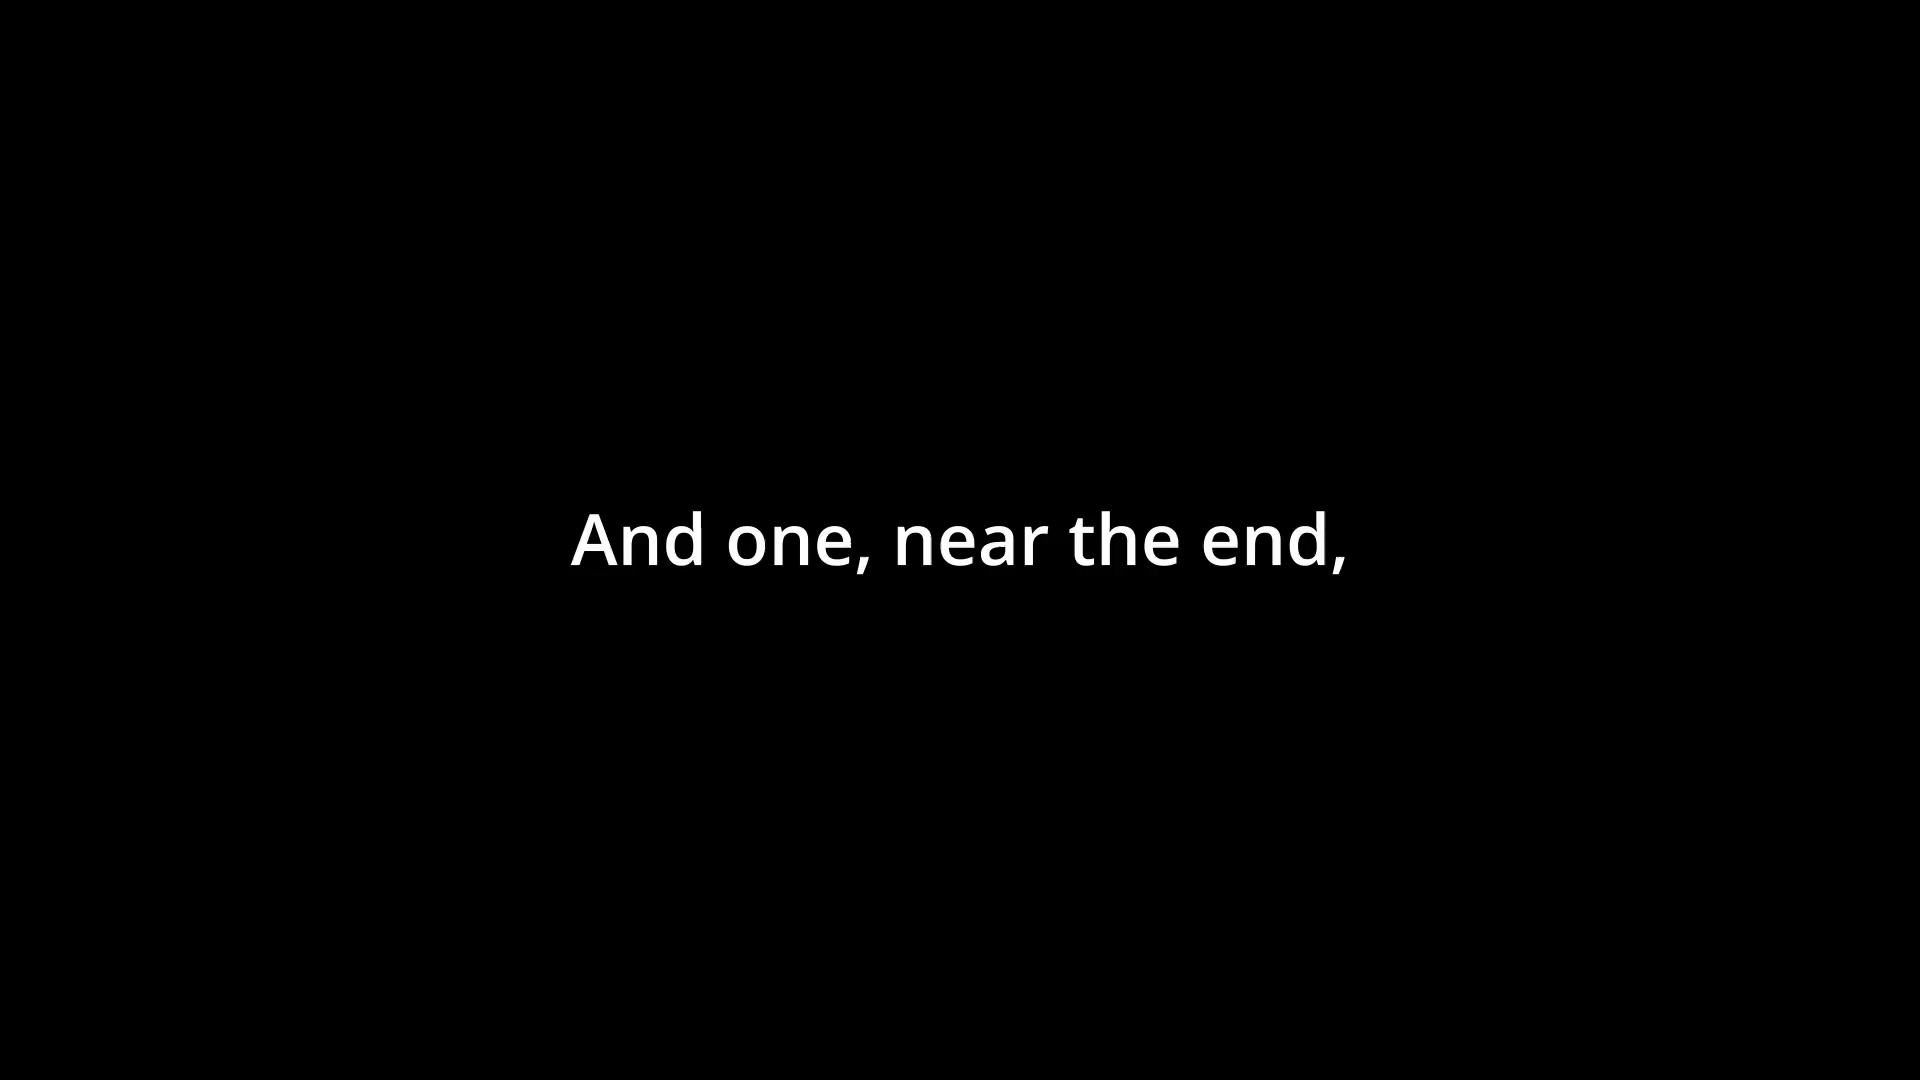 And one, near the end,